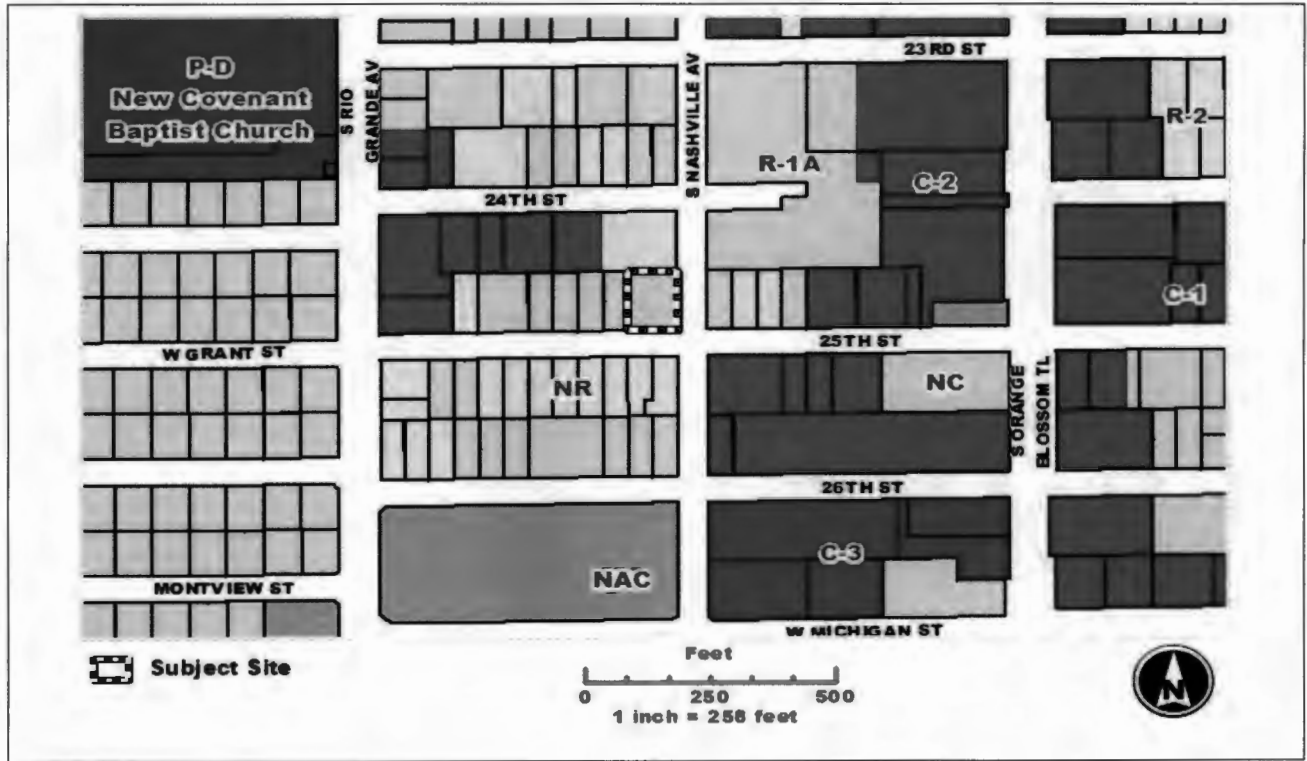 23RD ST
P-D
New Covenant
Baptist Church
S RIO
GRANDE AV
S NASHVILLE AV
R-2
R-1A
C-2
24TH ST
C-1
W GRANT ST
25TH ST
NR
NC
S ORANGE
BLOSSOM TL
26TH ST
C-3
NAC
MONTVIEW ST
W MICHIGAN ST
Subject Site
Feet
0 250 500
1 inch = 258 feet
N